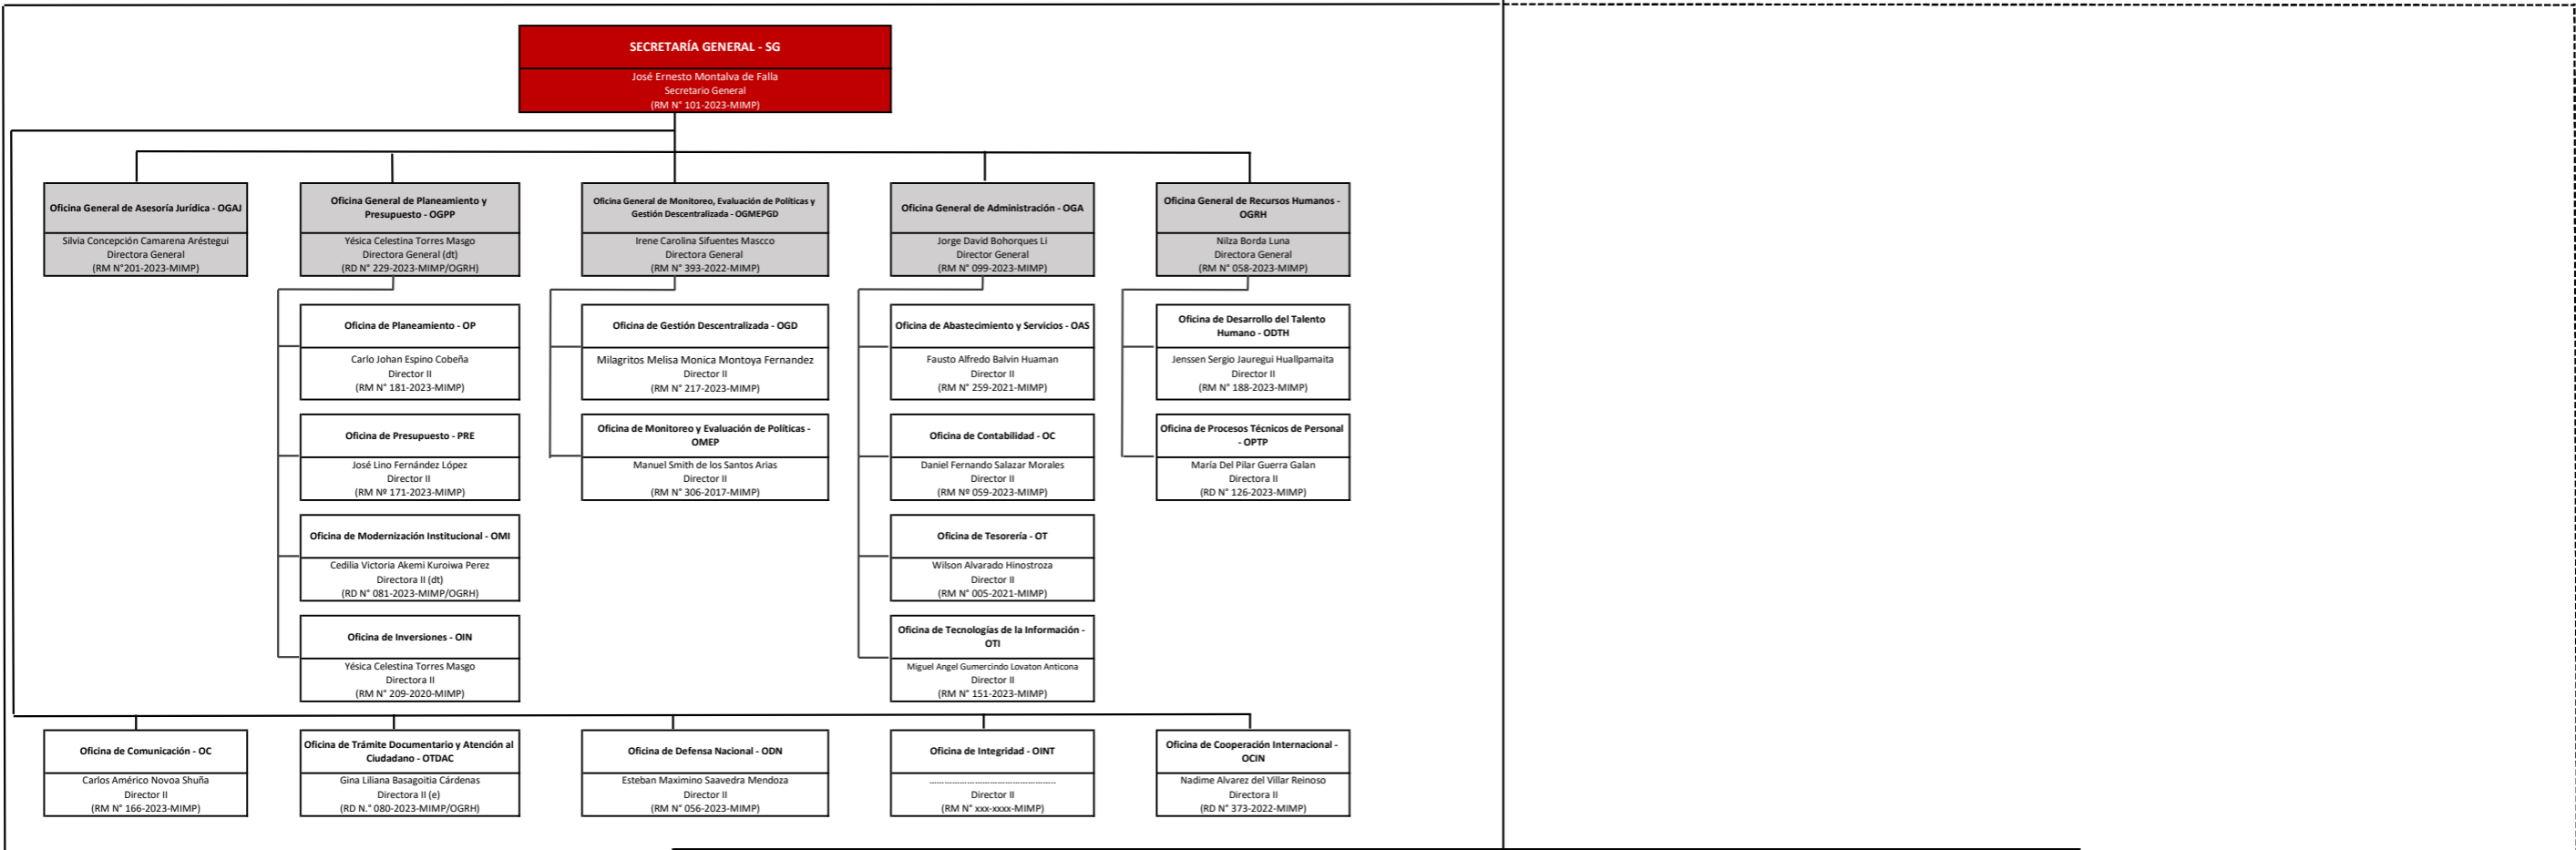 SECRETARÍA GENERAL - SG
José Ernesto Montalva de Falla
Secretario General
(RM N° 101-2023-MIMP)
Oficina General de Asesoría Jurídica - OGAJ
Silvia Concepción Camarena Aréstegui
Directora General
(RM N°201-2023-MIMP)
Oficina General de Planeamiento y
Presupuesto - OGPP
Yésica Celestina Torres Masgo
Directora General (dt)
(RD N° 229-2023-MIMP/OGRH)
Oficina General de Monitoreo, Evaluación de Políticas y
Gestión Descentralizada - OGMEPGD
Irene Carolina Sifuentes Mascco
Directora General
(RM N° 393-2022-MIMP)
Oficina General de Administración - OGA
Jorge David Bohorques Li
Director General
(RM N° 099-2023-MIMP)
Oficina General de Recursos Humanos -
OGRH
Nilza Borda Luna
Directora General
(RM N° 058-2023-MIMP)
Oficina de Planeamiento - OP
Carlo Johan Espino Cobeña
Director II
(RM N° 181-2023-MIMP)
Oficina de Gestión Descentralizada - OGD
Milagritos Melisa Monica Montoya Fernandez
Director II
(RM N° 217-2023-MIMP)
Oficina de Abastecimiento y Servicios - OAS
Fausto Alfredo Balvin Huaman
Director II
(RM N° 259-2021-MIMP)
Oficina de Desarrollo del Talento
Humano - ODTH
Jenssen Sergio Jauregui Huallpamaita
Director II
(RM N° 188-2023-MIMP)
Oficina de Presupuesto - PRE
José Lino Fernández López
Director II
(RM Nº 171-2023-MIMP)
Oficina de Monitoreo y Evaluación de Políticas -
OMEP
Manuel Smith de los Santos Arias
Director II
(RM N° 306-2017-MIMP)
Oficina de Contabilidad - OC
Daniel Fernando Salazar Morales
Director II
(RM Nº 059-2023-MIMP)
Oficina de Procesos Técnicos de Personal
- OPTP
María Del Pilar Guerra Galan
Directora II
(RD N° 126-2023-MIMP)
Oficina de Modernización Institucional - OMI
Cedilia Victoria Akemi Kuroiwa Perez
Directora II (dt)
(RD N° 081-2023-MIMP/OGRH)
Oficina de Tesorería - OT
Wilson Alvarado Hinostroza
Director II
(RM N° 005-2021-MIMP)
Oficina de Inversiones - OIN
Yésica Celestina Torres Masgo
Directora II
(RM N° 209-2020-MIMP)
Oficina de Tecnologías de la Información -
OTI
Miguel Angel Gumercindo Lovaton Anticona
Director II
(RM N° 151-2023-MIMP)
Oficina de Comunicación - OC
Carlos Américo Novoa Shuña
Director II
(RM N° 166-2023-MIMP)
Oficina de Trámite Documentario y Atención al
Ciudadano - OTDAC
Gina Liliana Basagoitia Cárdenas
Directora II (e)
(RD N.° 080-2023-MIMP/OGRH)
Oficina de Defensa Nacional - ODN
Esteban Maximino Saavedra Mendoza
Director II
(RM N° 056-2023-MIMP)
Oficina de Integridad - OINT
.................................................
Director II
(RM N° xxx-xxxx-MIMP)
Oficina de Cooperación Internacional -
OCIN
Nadime Alvarez del Villar Reinoso
Directora II
(RD N° 373-2022-MIMP)